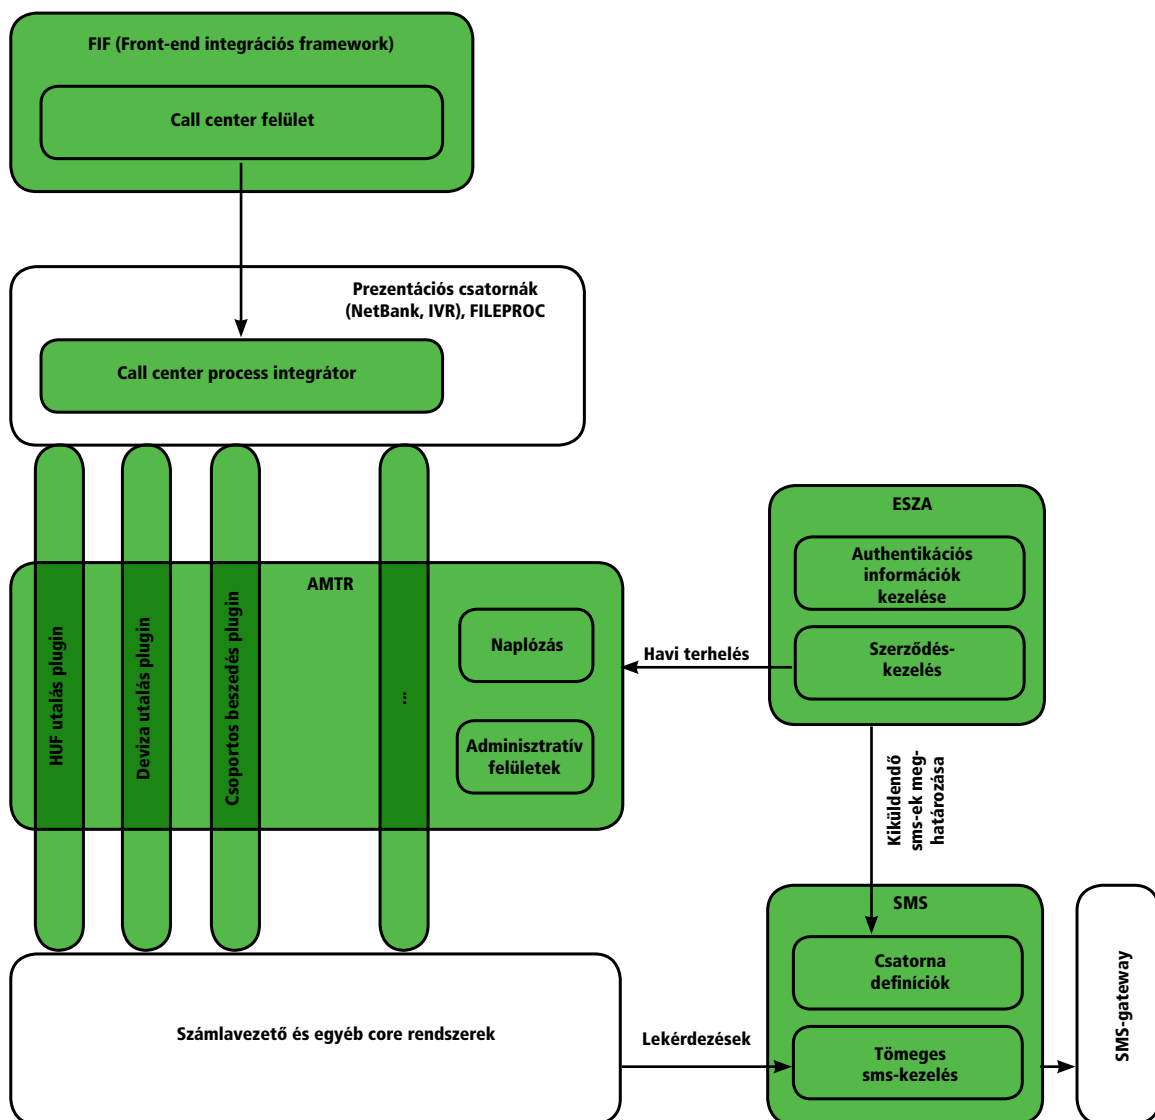 FIF (Front-end integrációs framework)
Call center felület
Prezentációs csatornák
(NetBank, IVR), FILEPROC
Call center process integrátor
HUF utalás plugin
Deviza utalás plugin
Csoportos beszedés plugin
...
AMTR
Naplózás
Adminisztratív
felületek
Havi terhelés
ESZA
Authentikációs
információk
kezelése
Szerződés-
kezelés
Kiküldendő
sms-ek meg-
határozása
Számlavezető és egyéb core rendszerek
Lekérdezések
SMS
Csatorna
definíciók
Tömeges
sms-kezelés
SMS-gateway